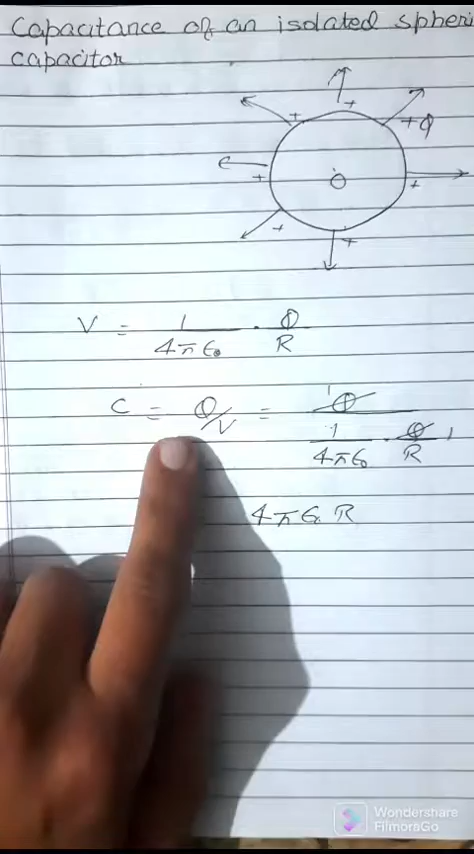 Capacitance of an isolated spheri
capacitor
+ + +Q
+ O +
+ +
V = 1/4πϵ₀ · Q/R
C = Q/V = Q/(1/4πϵ₀ · Q/R)
4πϵ₀ R
Wondershare
FilmoraGo